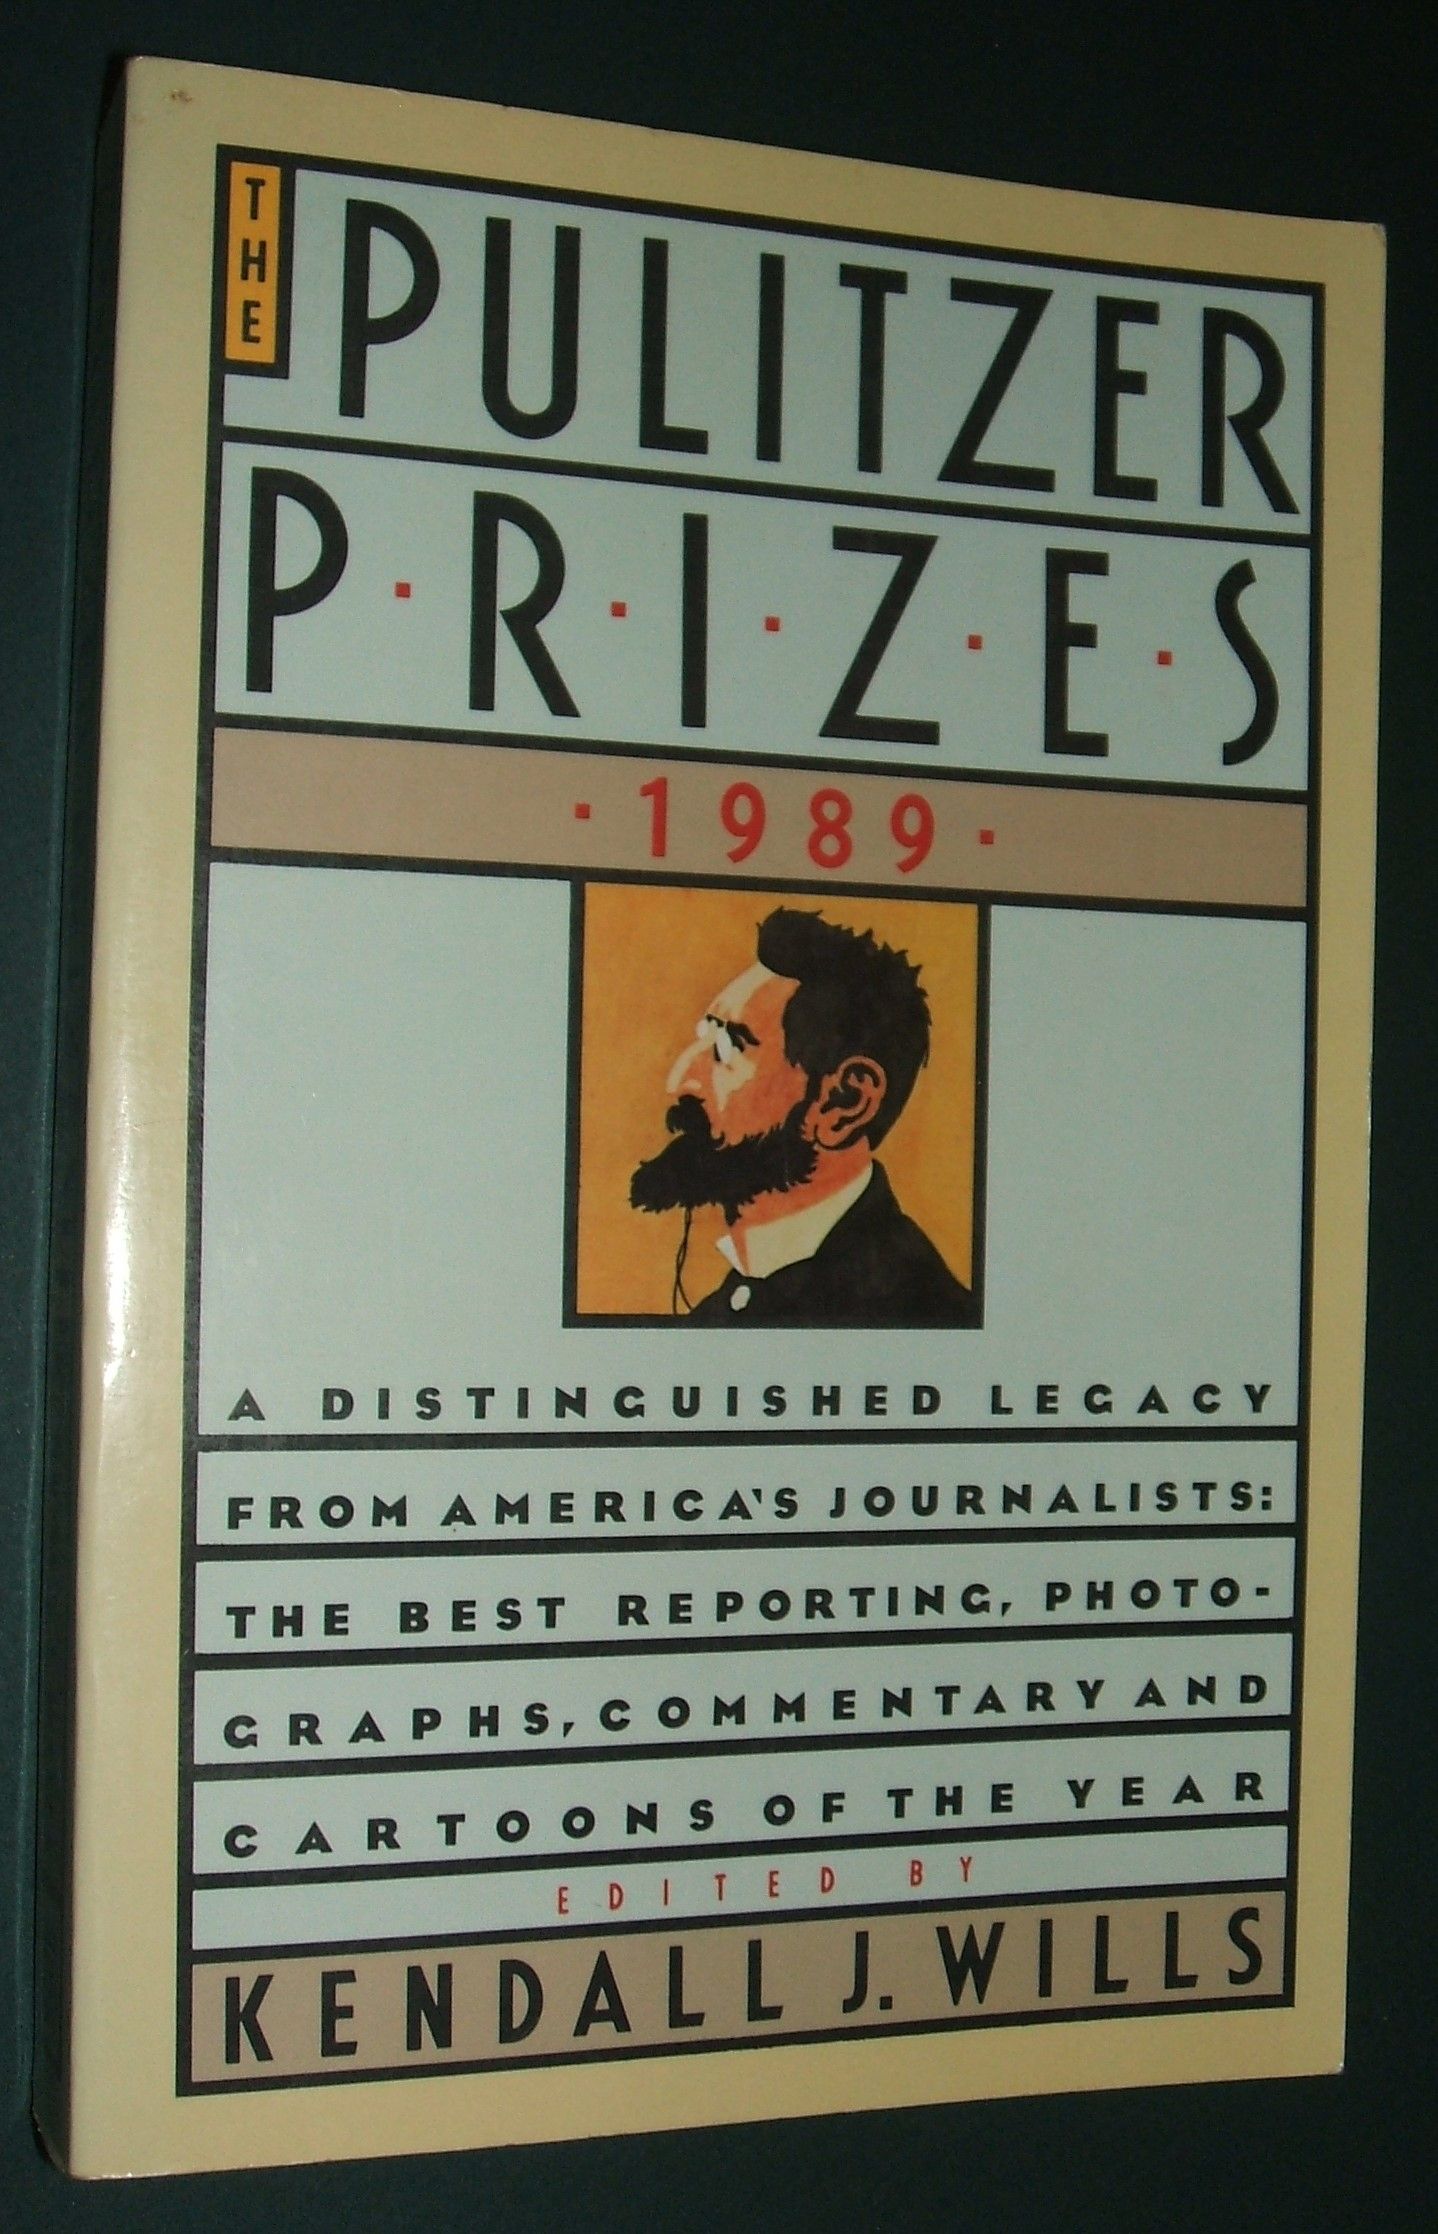 THE
PULITZER
P·R·I·Z·E·S
·1989·
A DISTINGUISHED LEGACY
FROM AMERICA'S JOURNALISTS:
THE BEST REPORTING, PHOTO-
GRAPHS, COMMENTARY AND
CARTOONS OF THE YEAR
EDITED BY
KENDALL J. WILLS